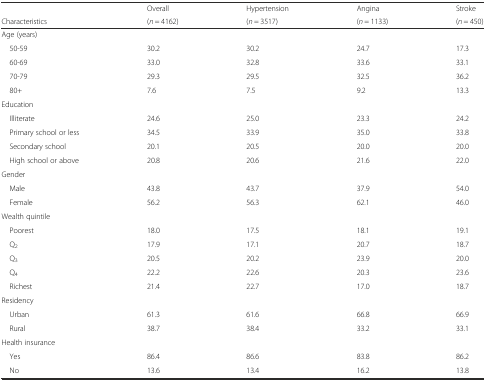 Overall Hypertension Angina Stroke
Characteristics (n = 4162) (n = 3517) (n = 1133) (n = 450)
Age (years)
50-59 30.2 30.2 24.7 17.3
60-69 33.0 32.8 33.6 33.1
70-79 29.3 29.5 32.5 36.2
80+ 7.6 7.5 9.2 13.3
Education
Illiterate 24.6 25.0 23.3 24.2
Primary school or less 34.5 33.9 35.0 33.8
Secondary school 20.1 20.5 20.0 20.0
High school or above 20.8 20.6 21.6 22.0
Gender
Male 43.8 43.7 37.9 54.0
Female 56.2 56.3 62.1 46.0
Wealth quintile
Poorest 18.0 17.5 18.1 19.1
Q₂ 17.9 17.1 20.7 18.7
Q₃ 20.5 20.2 23.9 20.0
Q₄ 22.2 22.6 20.3 23.6
Richest 21.4 22.7 17.0 18.7
Residency
Urban 61.3 61.6 66.8 66.9
Rural 38.7 38.4 33.2 33.1
Health insurance
Yes 86.4 86.6 83.8 86.2
No 13.6 13.4 16.2 13.8